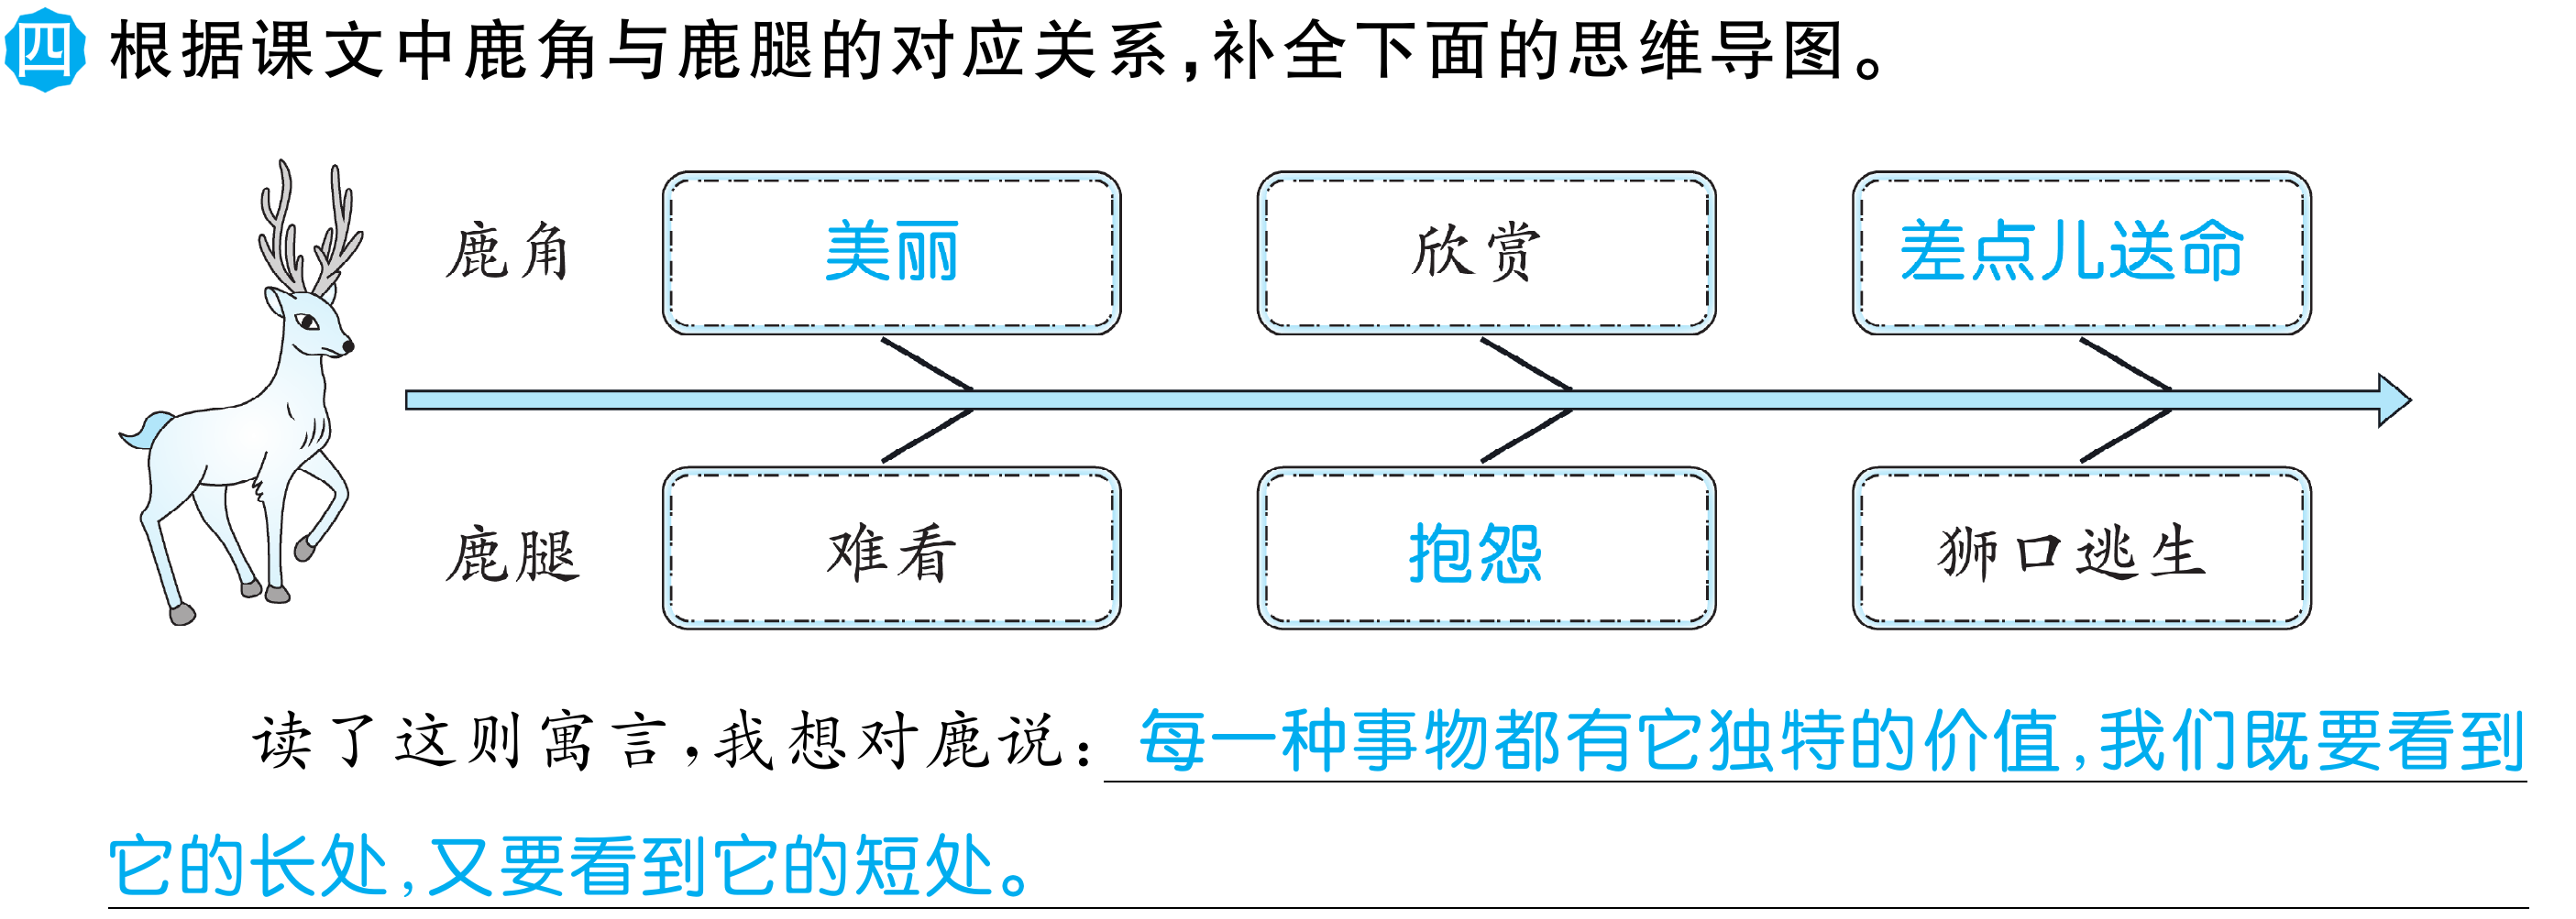 四 根据课文中鹿角与鹿腿的对应关系,补全下面的思维导图。
鹿角 美丽 欣赏 差点儿送命
鹿腿 难看 抱怨 狮口逃生
读了这则寓言,我想对鹿说:每一种事物都有它独特的价值,我们既要看到
它的长处,又要看到它的短处。